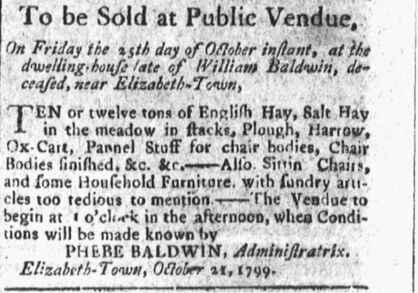 To be Sold at Public Vendue,
On Friday the 25th day of October inſtant, at the
dwelling-houſe late of William Baldwin, de-
ceaſed, near Elizabeth-Town,
TEN or twelve tons of Engliſh Hay, Salt Hay
in the meadow in ſtacks, Plough, Harrow,
Ox-Cart, Pannel Stuff for chair bodies, Chair
Bodies finiſhed, &c. &c.——Alſo. Sittin Chairs,
and ſome Houſehold Furniture. with ſundry arti-
cles too tedious to mention.——The Vendue to
begin at 1 o'clock in the afternoon, when Condi-
tions will be made known by
PHEBE BALDWIN, Adminiſtratrix.
Elizabeth-Town, October 21, 1799.